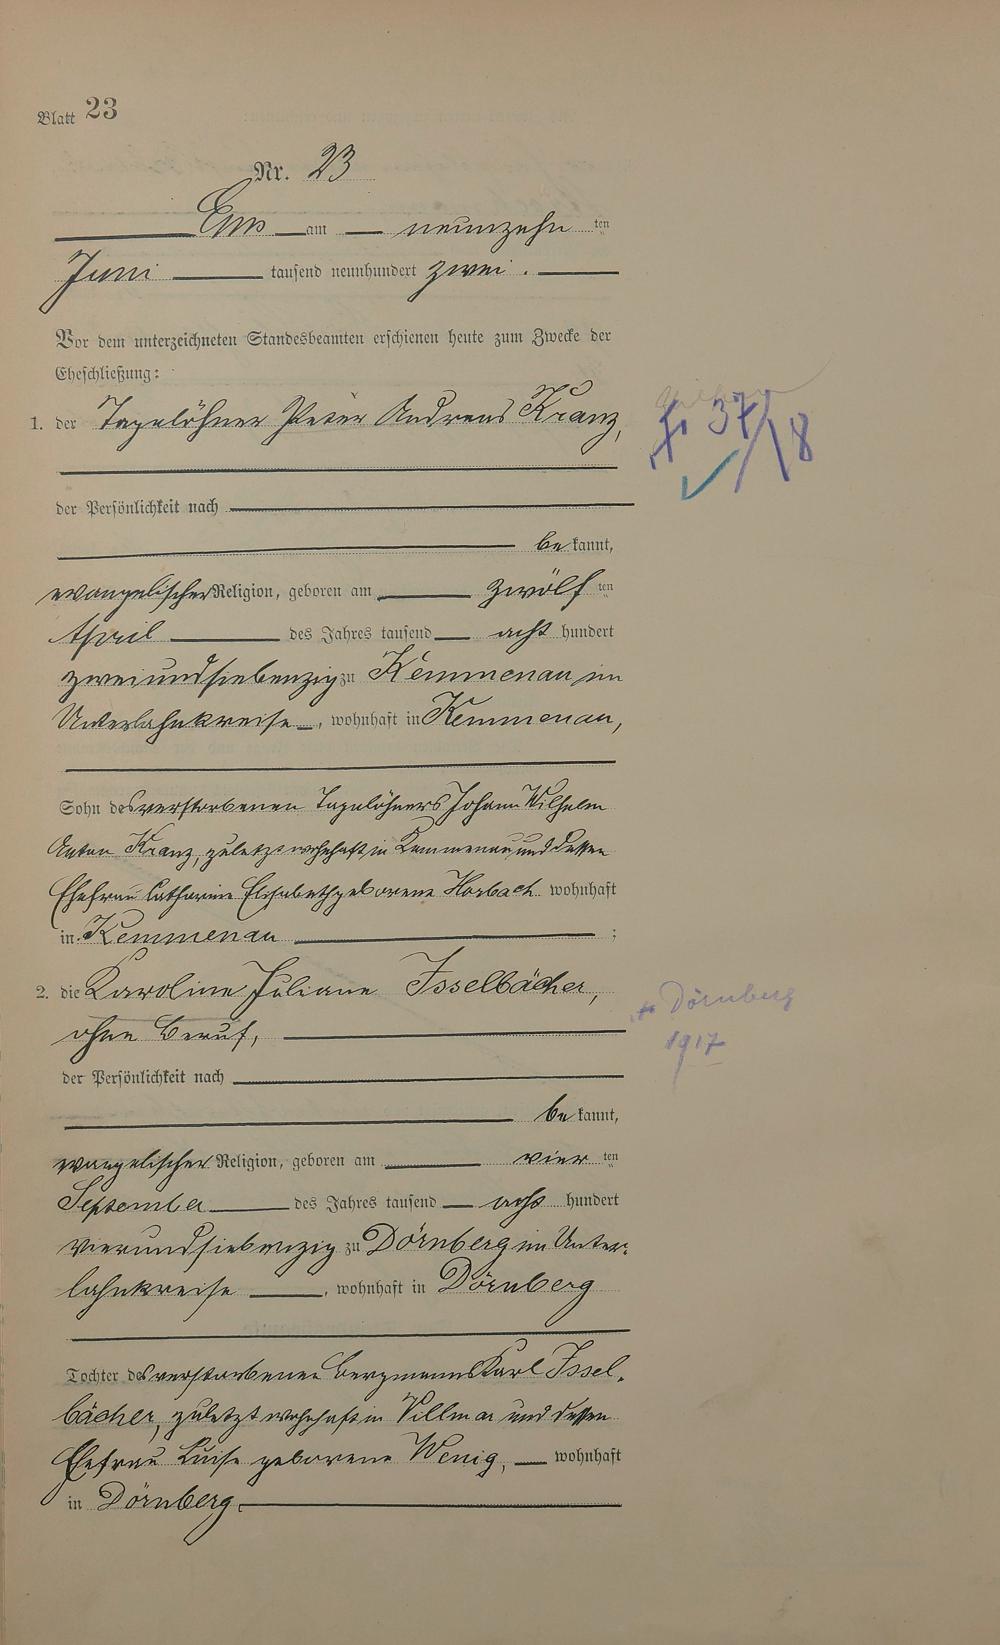 Blatt 23
Nr. 23
Ems am neunzehnten
Juni tausend neunhundert zwei.
Vor dem unterzeichneten Standesbeamten erschienen heute zum Zwecke der
Eheschließung:
1. der Tagelöhner Peter Andreas Kranz,
37/18
der Persönlichkeit nach
bekannt,
evangelischer Religion, geboren am zwölften
April des Jahres tausend acht hundert
zweiundsiebenzig zu Kemmenau im
Unterlahnkreise, wohnhaft in Kemmenau,
Sohn des verstorbenen Tagelöhners Johann Wilhelm
Anton Kranz, zuletzt wohnhaft in Kemmenau und dessen
Ehefrau Catharine Elisabeth geborene Horbach wohnhaft
in Kemmenau ;
2. die Karoline Juliane Isselbächer,
Dörnberg
ohne Beruf,
1917
der Persönlichkeit nach
bekannt,
evangelischer Religion, geboren am vierten
September des Jahres tausend acht hundert
vierundsiebenzig zu Dörnberg im Unter-
lahnkreise, wohnhaft in Dörnberg
Tochter des verstorbenen Bergmanns Karl Issel-
bächer, zuletzt wohnhaft in Villmar und dessen
Ehefrau Luise geborene Wenig, wohnhaft
in Dörnberg.